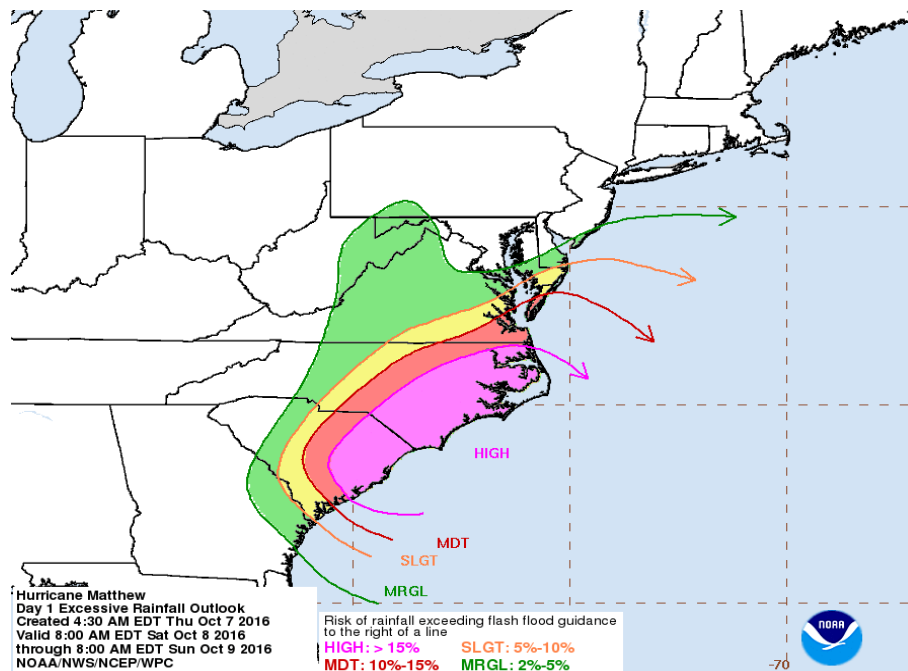 HIGH
MDT
SLGT
MRGL
Hurricane Matthew
Day 1 Excessive Rainfall Outlook
Created 4:30 AM EDT Thu Oct 7 2016
Valid 8:00 AM EDT Sat Oct 8 2016
through 8:00 AM EDT Sun Oct 9 2016
NOAA/NWS/NCEP/WPC
Risk of rainfall exceeding flash flood guidance
to the right of a line
HIGH: > 15% SLGT: 5%-10%
MDT: 10%-15% MRGL: 2%-5%
-70
NOAA